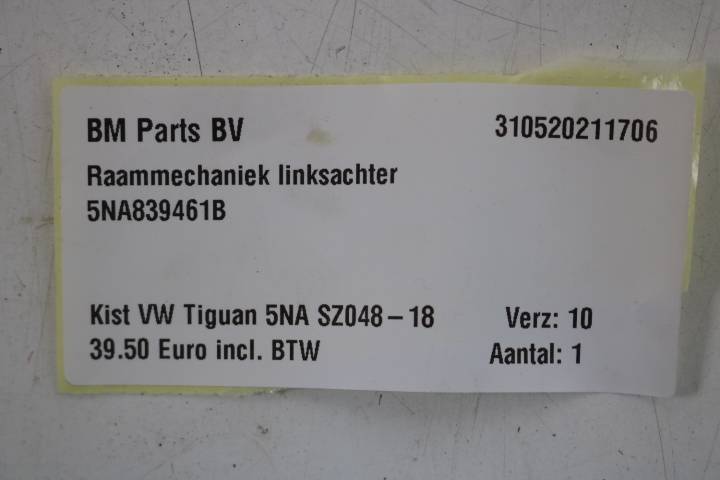 BM Parts BV 310520211706
Raammechaniek linksachter
5NA839461B
Kist VW Tiguan 5NA SZ048-18 Verz: 10
39.50 Euro incl. BTW Aantal: 1